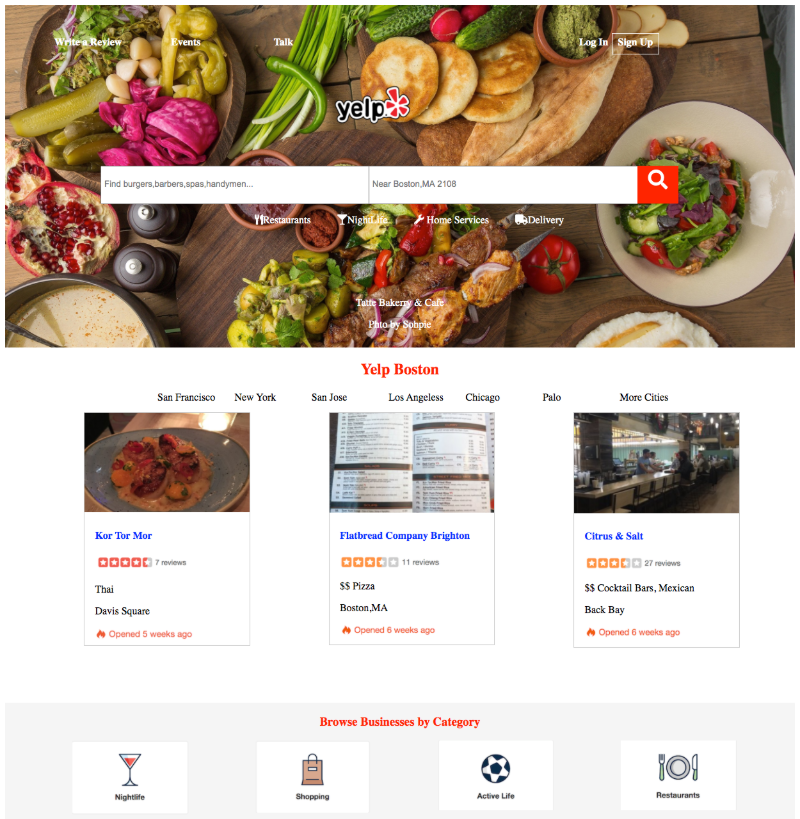 Write a Review Events Talk Log In Sign Up
yelp
Find burgers,barbers,spas,handymen... Near Boston,MA 2108
Restaurants NightLife Home Services Delivery
Tatte Bakerry & Cafe
Phto by Sohpie
Yelp Boston
San Francisco New York San Jose Los Angeless Chicago Palo More Cities
Kor Tor Mor
7 reviews
Thai
Davis Square
Opened 5 weeks ago
Flatbread Company Brighton
11 reviews
$$ Pizza
Boston,MA
Opened 6 weeks ago
Citrus & Salt
27 reviews
$$ Cocktail Bars, Mexican
Back Bay
Opened 6 weeks ago
Browse Businesses by Category
Nightlife Shopping Active Life Restaurants